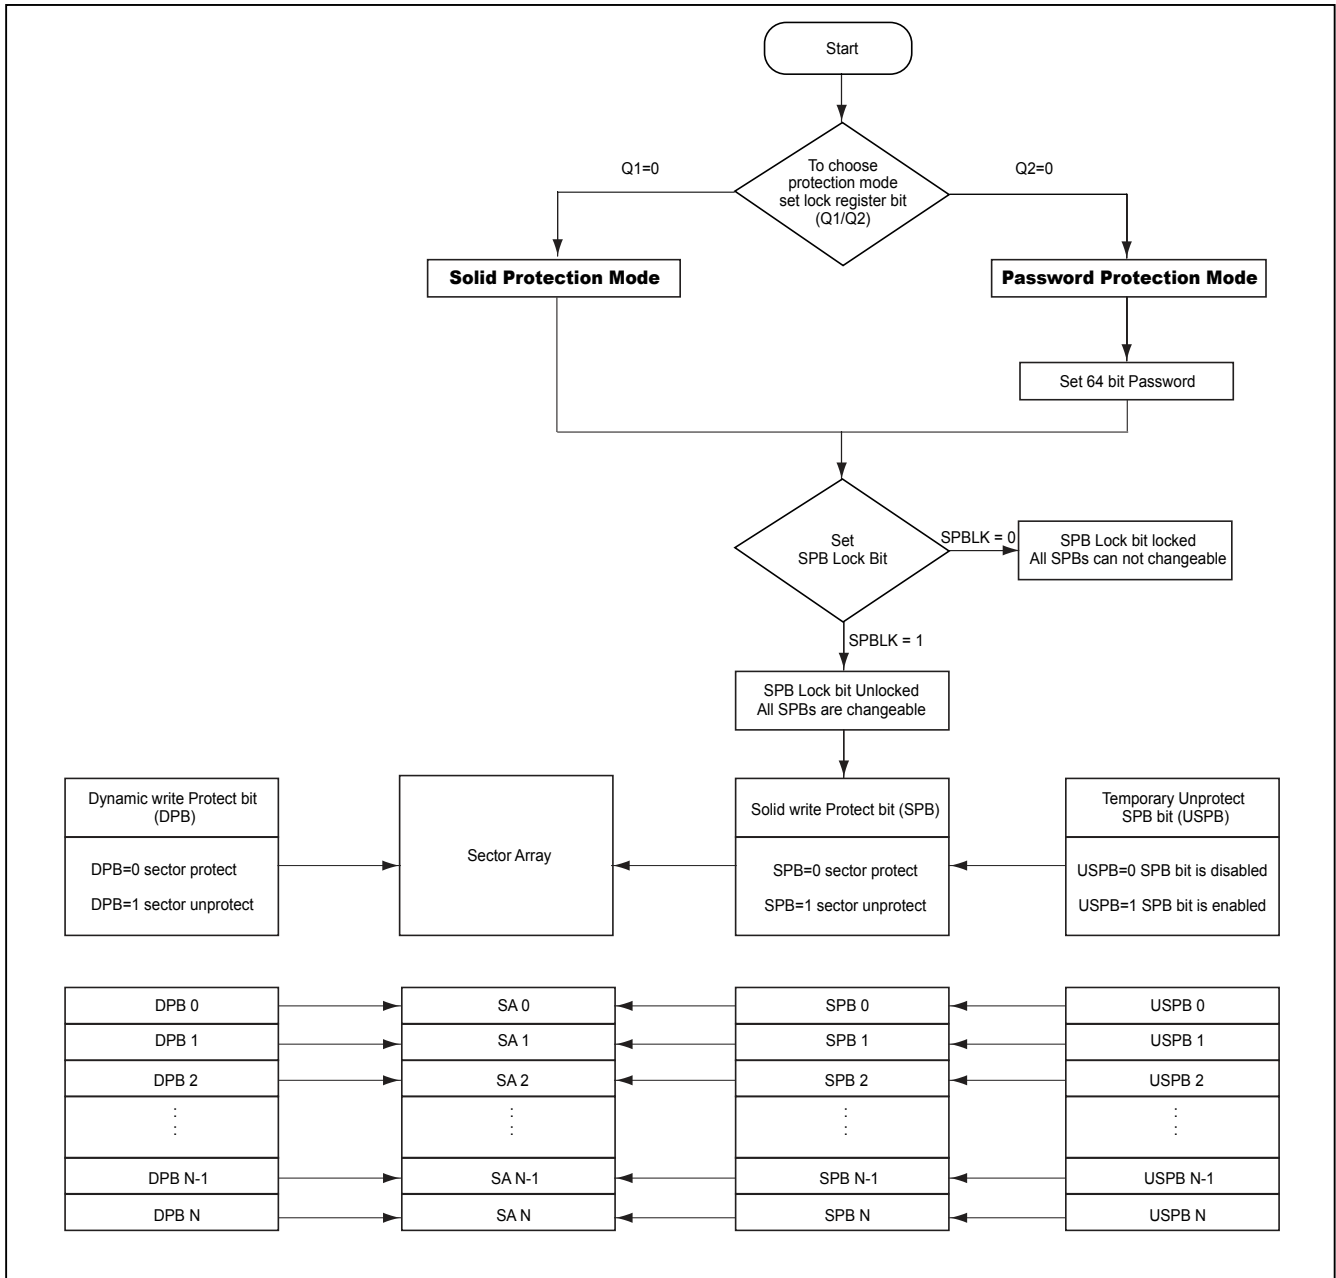 Start
Q1=0
To choose
protection mode
set lock register bit
(Q1/Q2)
Q2=0
Solid Protection Mode
Password Protection Mode
Set 64 bit Password
Set
SPB Lock Bit
SPBLK = 0
SPB Lock bit locked
All SPBs can not changeable
SPBLK = 1
SPB Lock bit Unlocked
All SPBs are changeable
Dynamic write Protect bit
(DPB)
DPB=0 sector protect
DPB=1 sector unprotect
Sector Array
Solid write Protect bit (SPB)
SPB=0 sector protect
SPB=1 sector unprotect
Temporary Unprotect
SPB bit (USPB)
USPB=0 SPB bit is disabled
USPB=1 SPB bit is enabled
DPB 0
SA 0
SPB 0
USPB 0
DPB 1
SA 1
SPB 1
USPB 1
DPB 2
SA 2
SPB 2
USPB 2
DPB N-1
SA N-1
SPB N-1
USPB N-1
DPB N
SA N
SPB N
USPB N